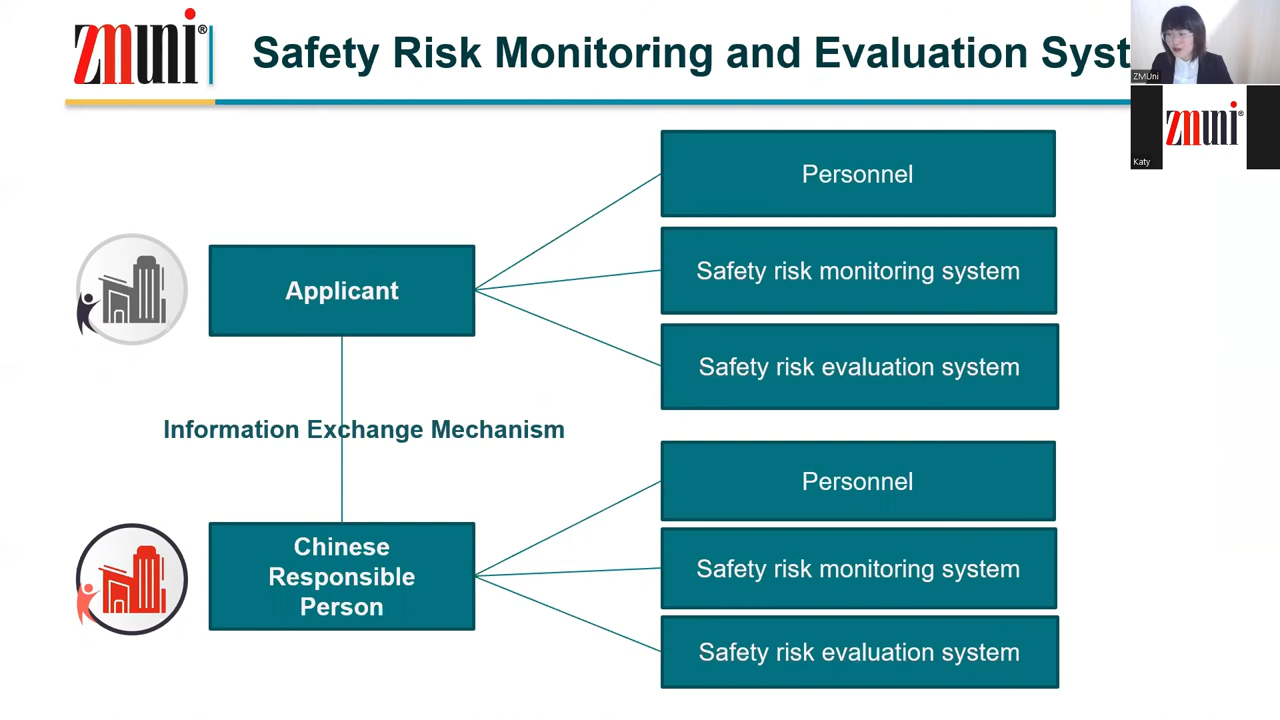 zmuni®
Safety Risk Monitoring and Evaluation Syst
ZMUni
zmuni®
Katy
Personnel
Applicant
Safety risk monitoring system
Safety risk evaluation system
Information Exchange Mechanism
Chinese
Responsible
Person
Personnel
Safety risk monitoring system
Safety risk evaluation system